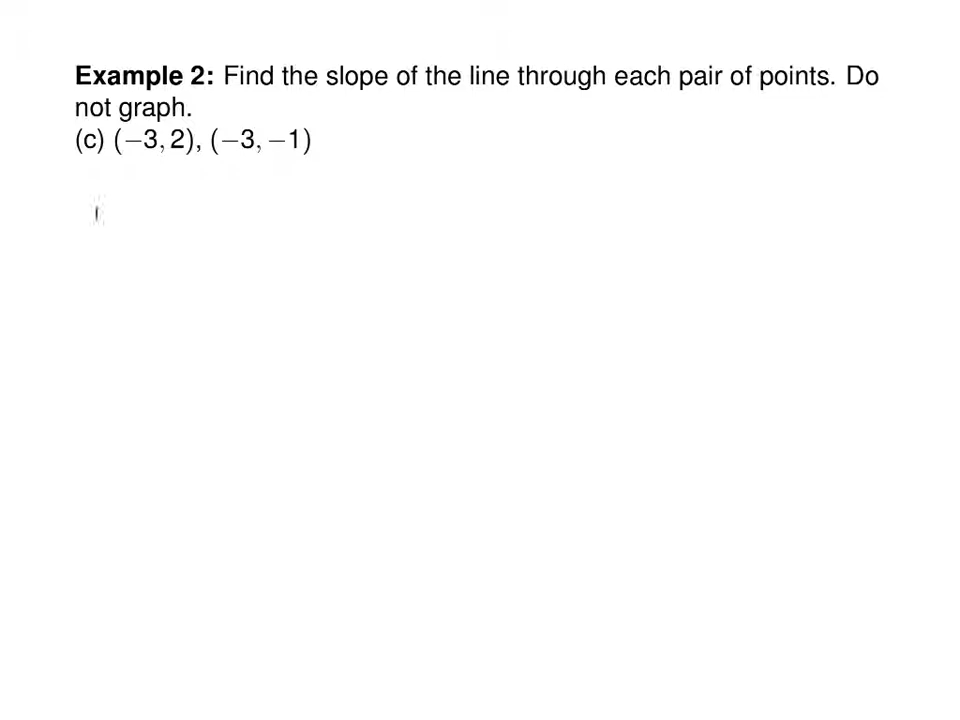 Example 2: Find the slope of the line through each pair of points. Do
not graph.
(c) (−3, 2), (−3, −1)